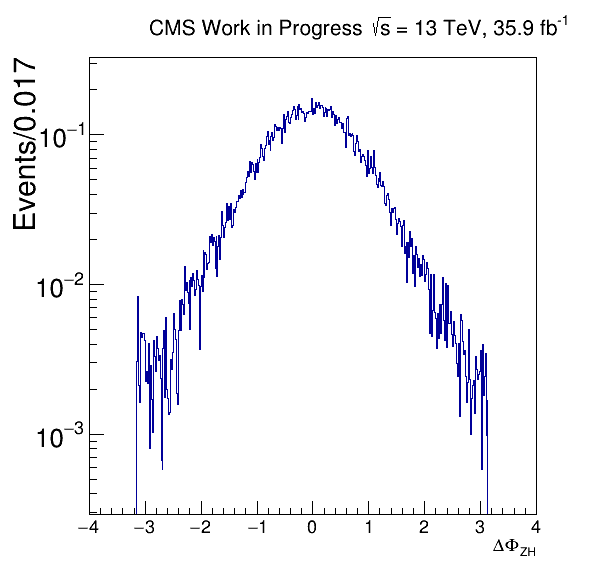 CMS Work in Progress √s = 13 TeV, 35.9 fb⁻¹
Events/0.017
10⁻¹
10⁻²
10⁻³
−4 −3 −2 −1 0 1 2 3 4
ΔΦ_ZH